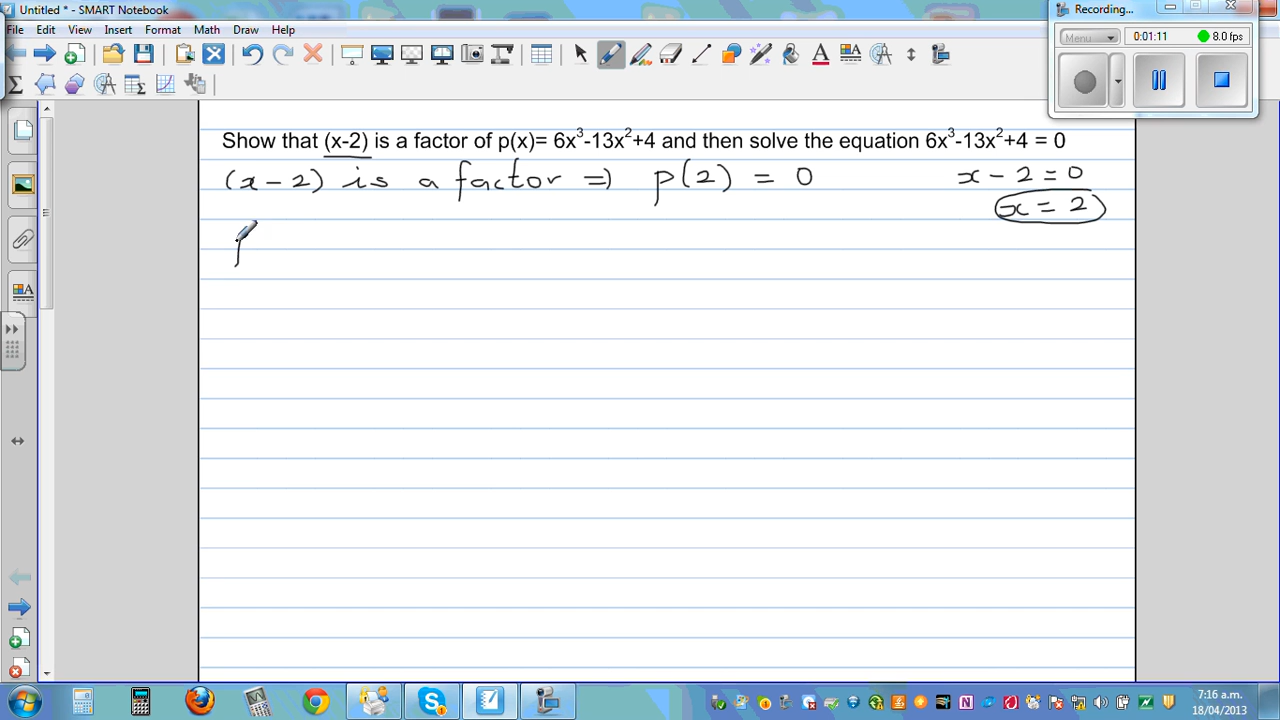 Untitled * - SMART Notebook
Recording...
File Edit View Insert Format Math Draw Help
Menu 0:01:11 8.0 fps
Show that (x-2) is a factor of p(x)= 6x³-13x²+4 and then solve the equation 6x³-13x²+4 = 0
(x - 2) is a factor ⇒ p(2) = 0
x - 2 = 0
x = 2
7:16 a.m.
18/04/2013